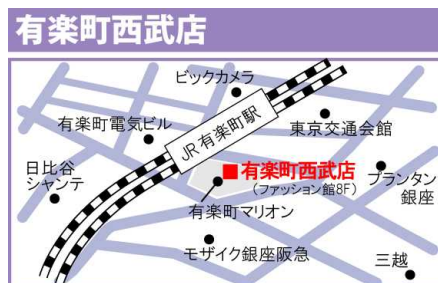 有楽町西武店
ビックカメラ
有楽町電気ビル
JR有楽町駅
東京交通会館
日比谷
シャンテ
有楽町西武店
(ファッション館8F)
プランタン
銀座
有楽町マリオン
モザイク銀座阪急
三越